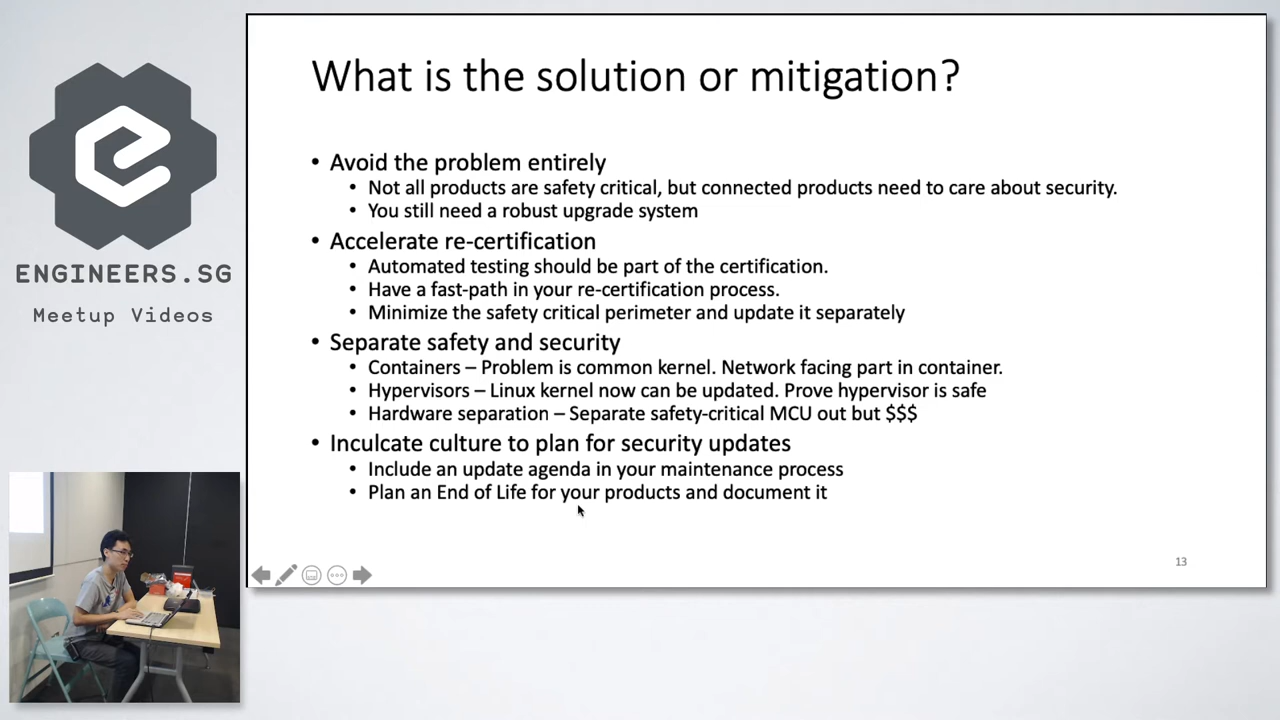 What is the solution or mitigation?
• Avoid the problem entirely
• Not all products are safety critical, but connected products need to care about security.
• You still need a robust upgrade system
• Accelerate re-certification
• Automated testing should be part of the certification.
• Have a fast-path in your re-certification process.
• Minimize the safety critical perimeter and update it separately
• Separate safety and security
• Containers – Problem is common kernel. Network facing part in container.
• Hypervisors – Linux kernel now can be updated. Prove hypervisor is safe
• Hardware separation – Separate safety-critical MCU out but $$$
• Inculcate culture to plan for security updates
• Include an update agenda in your maintenance process
• Plan an End of Life for your products and document it
13
ENGINEERS.SG
Meetup Videos